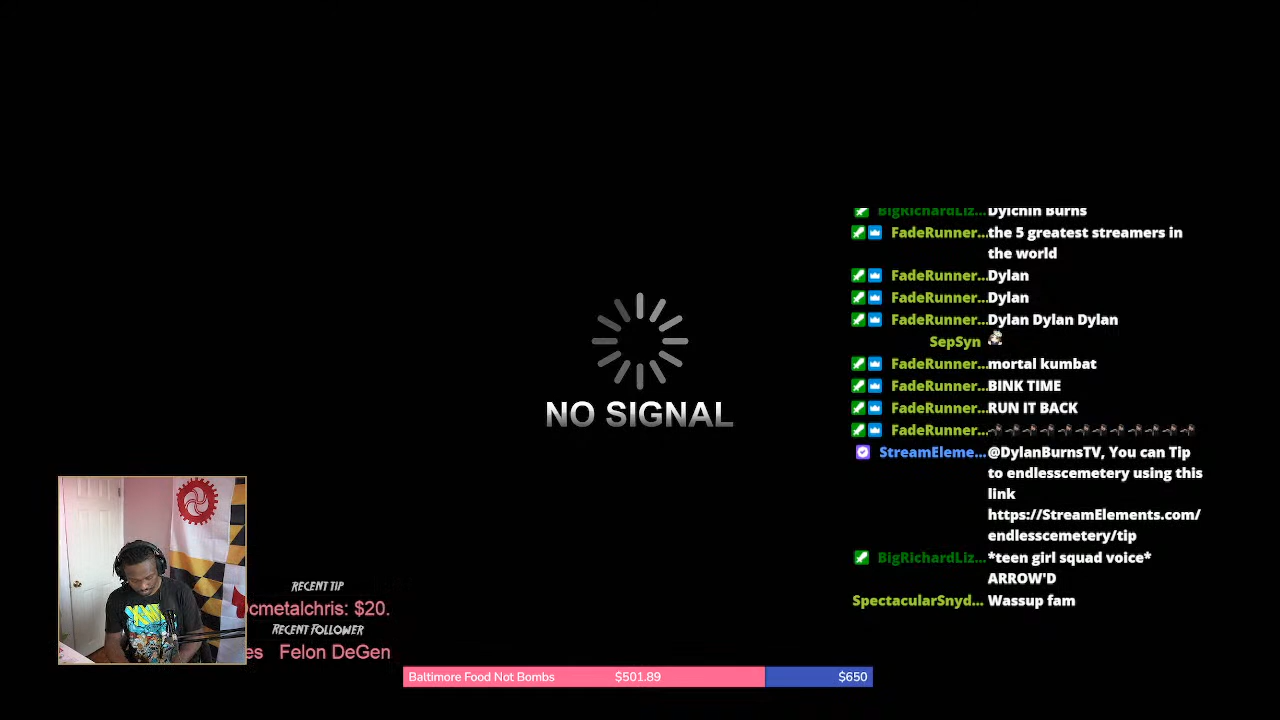 BigRichardLiz... Dylchin Burns
FadeRunner... the 5 greatest streamers in
the world
FadeRunner... Dylan
FadeRunner... Dylan
FadeRunner... Dylan Dylan Dylan
SepSyn
FadeRunner... mortal kumbat
FadeRunner... BINK TIME
FadeRunner... RUN IT BACK
FadeRunner...
StreamEleme... @DylanBurnsTV, You can Tip
to endlesscemetery using this
link
https://StreamElements.com/
endlesscemetery/tip
BigRichardLiz... *teen girl squad voice*
ARROW'D
SpectacularSnyd... Wassup fam
NO SIGNAL
RECENT TIP
cmetalchris: $20.
RECENT FOLLOWER
es Felon DeGen
Baltimore Food Not Bombs $501.89 $650